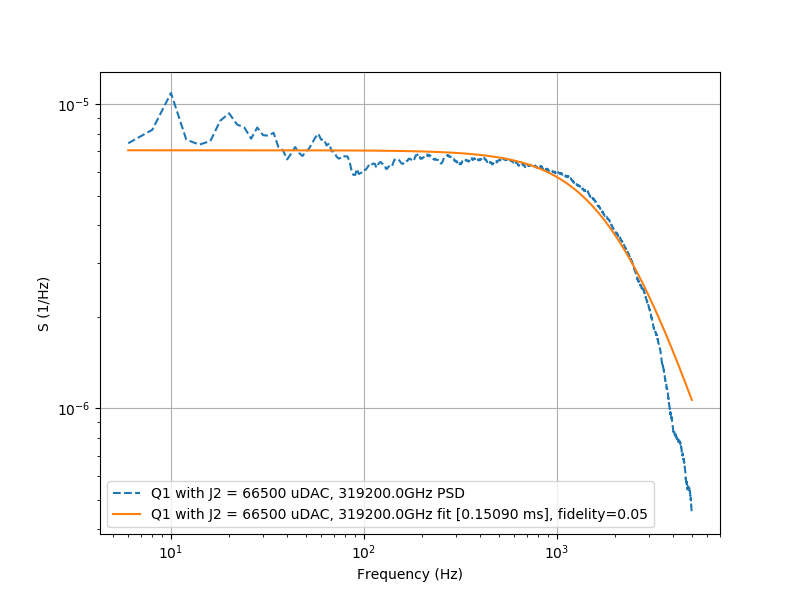 10⁻⁵
10⁻⁶
S (1/Hz)
Q1 with J2 = 66500 uDAC, 319200.0GHz PSD
Q1 with J2 = 66500 uDAC, 319200.0GHz fit [0.15090 ms], fidelity=0.05
10¹
10²
10³
Frequency (Hz)